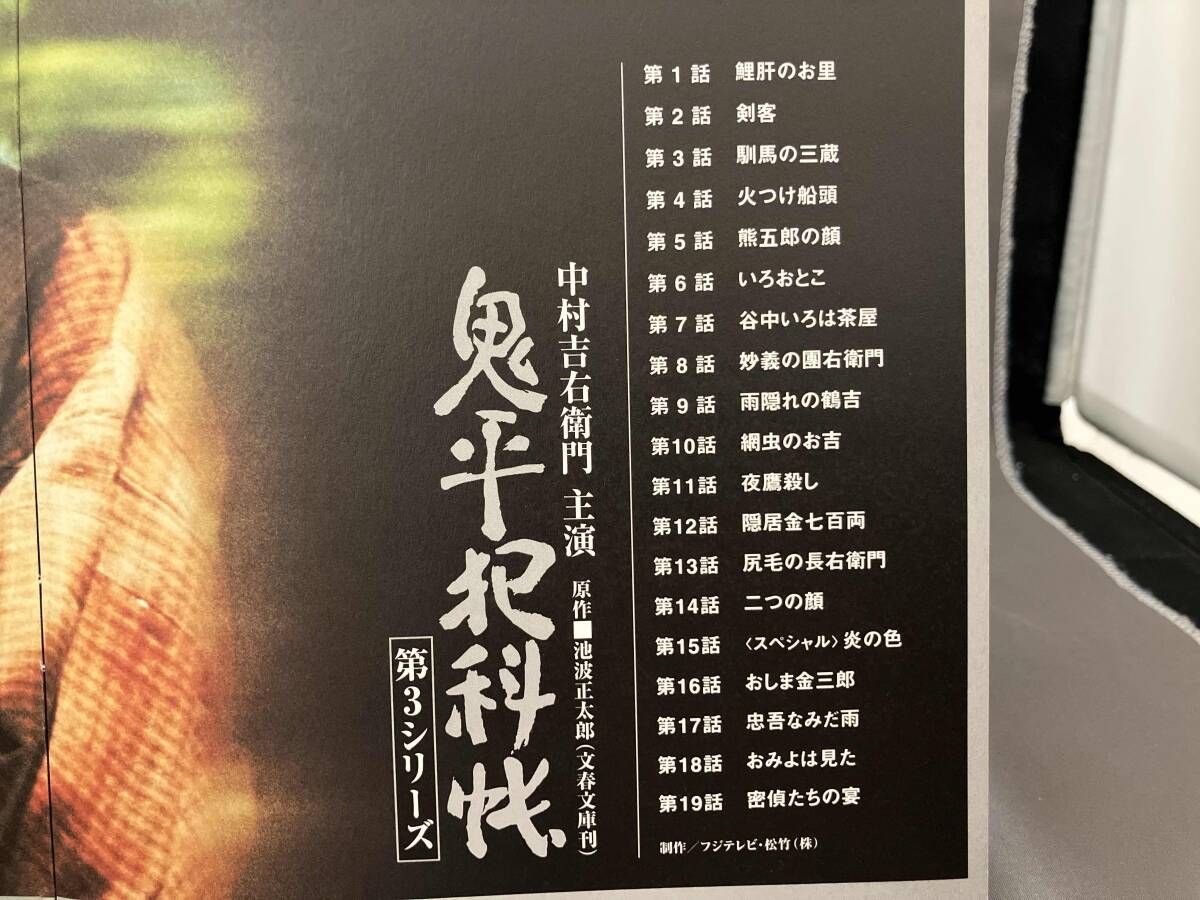 第1話 鯉肝のお里
第2話 剣客
第3話 馴馬の三蔵
第4話 火つけ船頭
第5話 熊五郎の顔
第6話 いろおとこ
第7話 谷中いろは茶屋
第8話 妙義の團右衛門
第9話 雨隠れの鶴吉
第10話 網虫のお吉
第11話 夜鷹殺し
第12話 隠居金七百両
第13話 尻毛の長右衛門
第14話 二つの顔
第15話 〈スペシャル〉炎の色
第16話 おしま金三郎
第17話 忠吾なみだ雨
第18話 おみよは見た
第19話 密偵たちの宴
制作/フジテレビ・松竹(株)
中村吉右衛門 主演 原作■池波正太郎(文春文庫刊)
鬼平犯科帳
第3シリーズ